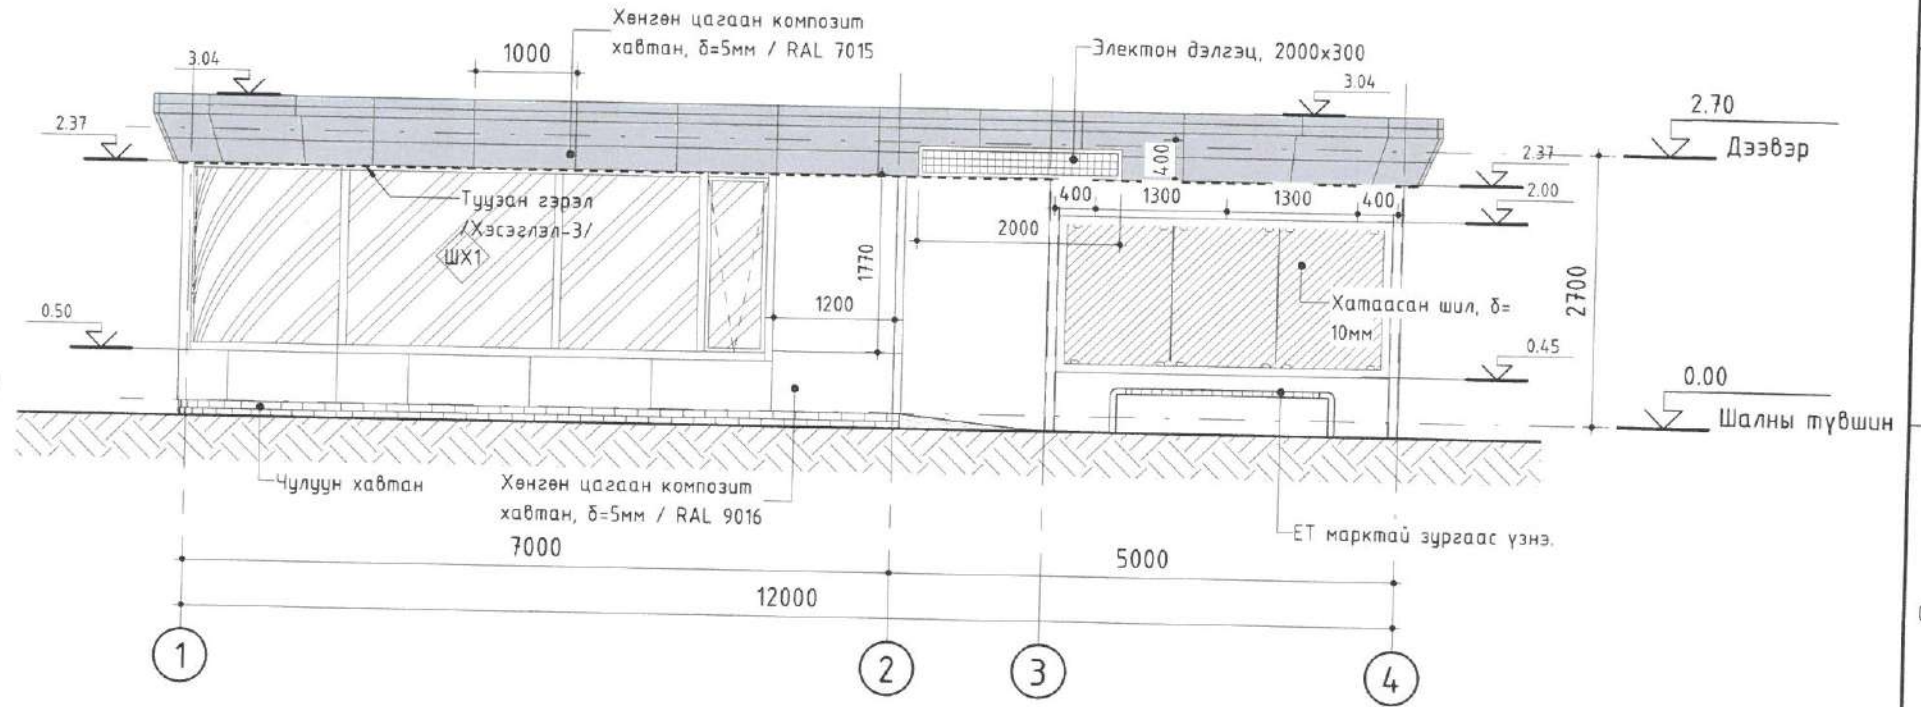 Хөнгөн цагаан композит
хавтан, δ=5мм / RAL 7015
1000
Электон дэлгэц, 2000x300
3.04
3.04
2.70
Дээвэр
2.37
2.37
400
2.00
400
1300
1300
400
Туузан гэрэл
/Хэсэглэл-3/
ШХ1
2000
1770
1200
Хатаасан шил, δ=
10мм
2700
0.50
0.45
0.00
Шалны түвшин
Чулуун хавтан
Хөнгөн цагаан композит
хавтан, δ=5мм / RAL 9016
ЕТ марктай зургаас үзнэ.
7000
5000
12000
1
2
3
4